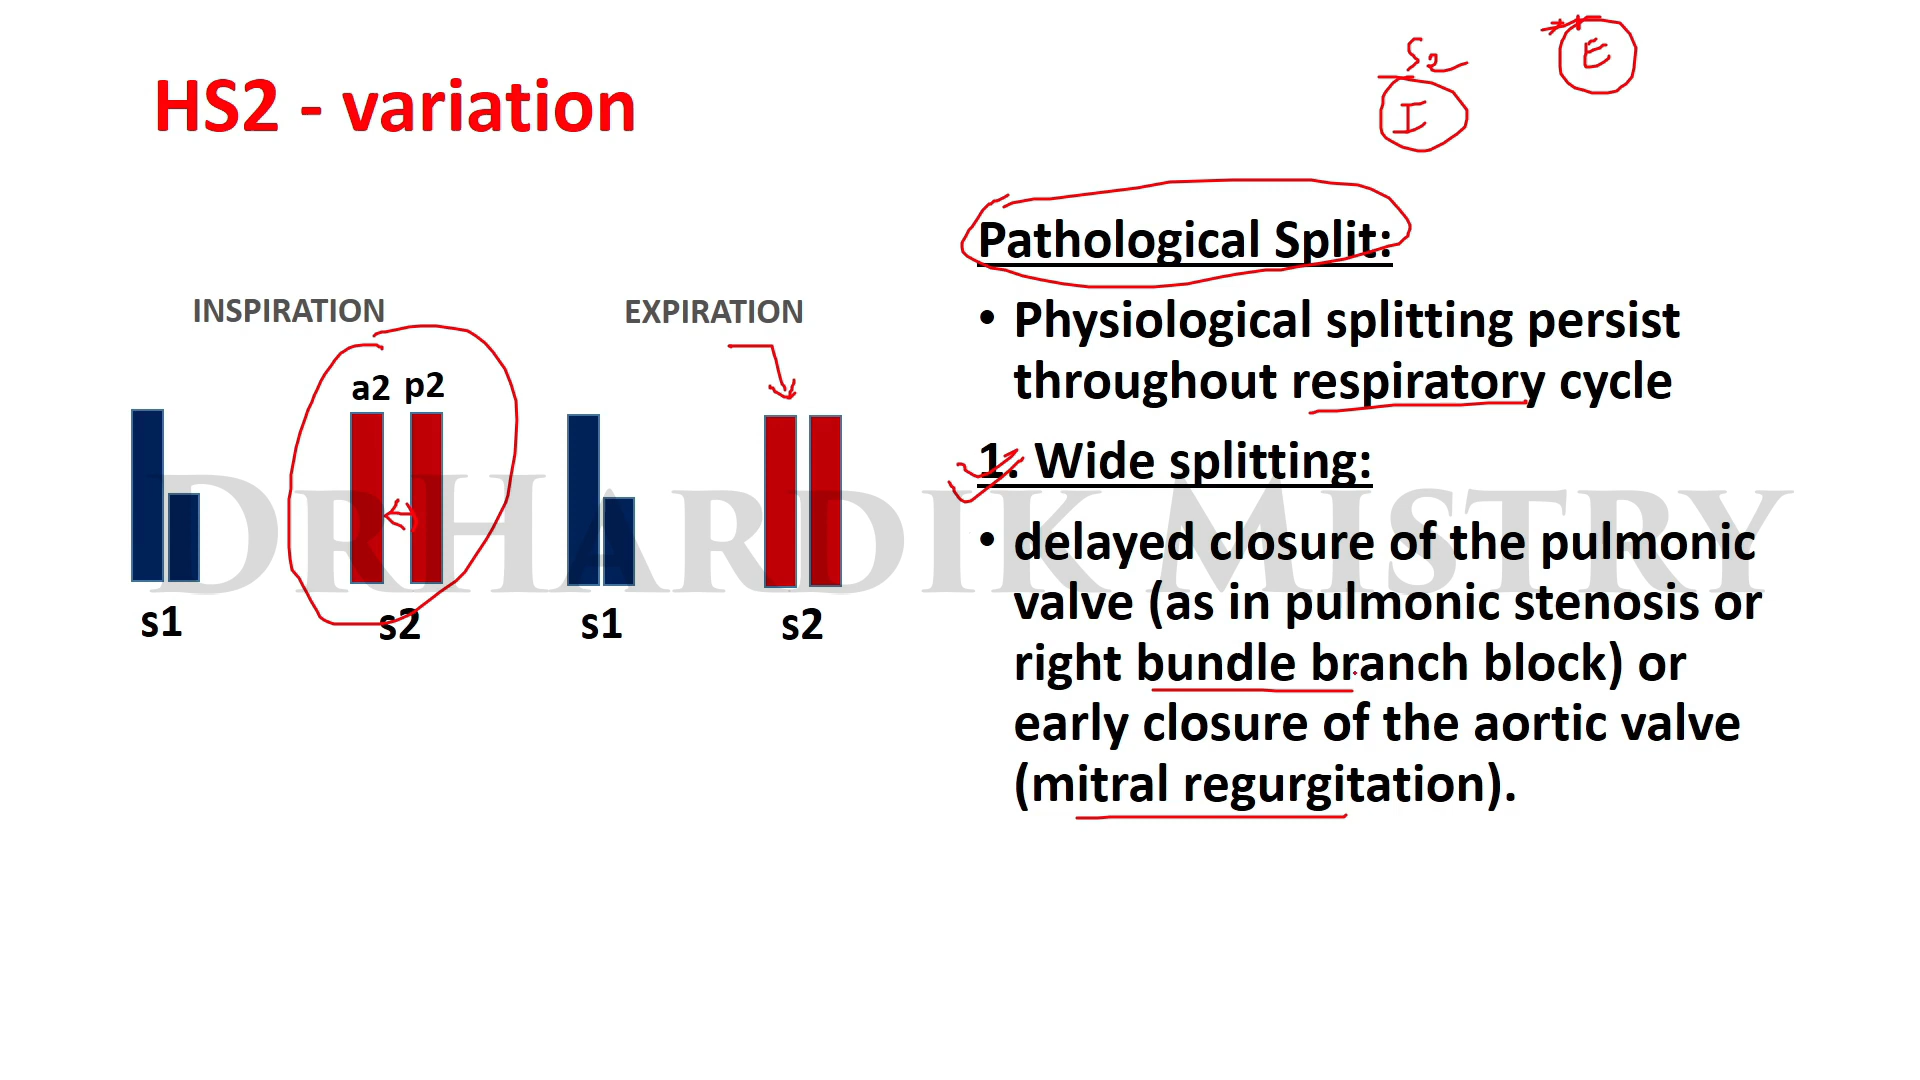 HS2 - variation
S2
I
E
Pathological Split:
• Physiological splitting persist
throughout respiratory cycle
1. Wide splitting:
• delayed closure of the pulmonic
valve (as in pulmonic stenosis or
right bundle branch block) or
early closure of the aortic valve
(mitral regurgitation).
INSPIRATION
EXPIRATION
a2 p2
s1
s2
s1
s2
DRHARDIK MISTRY